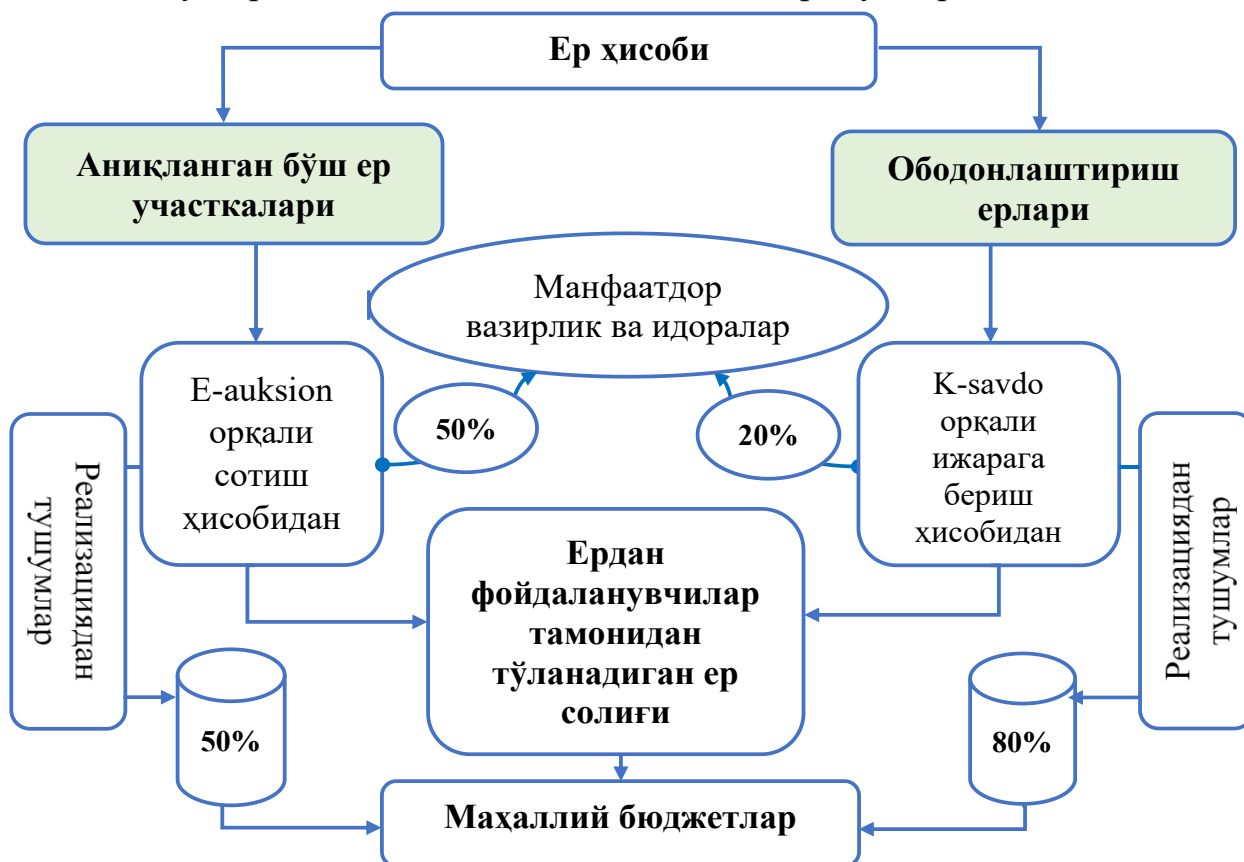 Ер ҳисоби
Аниқланган бўш ер
участкалари
Ободонлаштириш
ерлари
Манфаатдор
вазирлик ва идоралар
E-auksion
орқали
сотиш
ҳисобидан
50%
20%
K-savdo
орқали
ижарага
бериш
ҳисобидан
Реализациядан
тушумлар
Реализациядан
тушумлар
Ердан
фойдаланувчилар
тамонидан
тўланадиган ер
солиғи
50%
80%
Маҳаллий бюджетлар